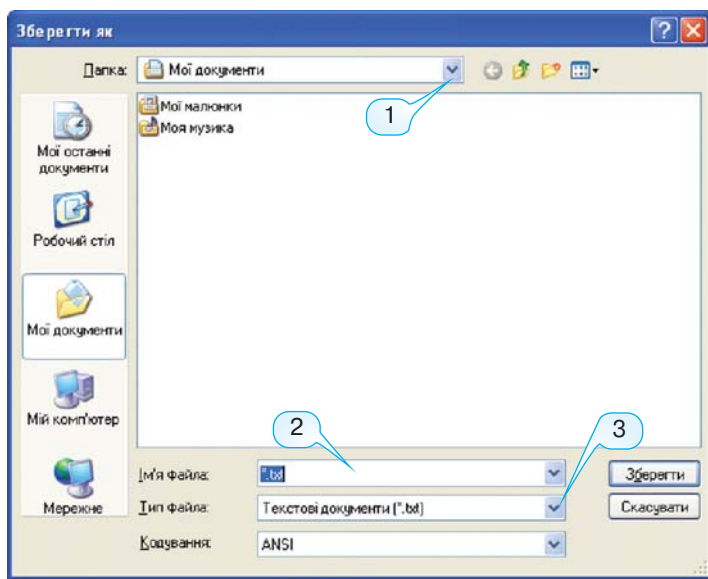 Зберегти як
Папка:
Мої документи
1
Мої малюнки
Моя музика
Мої останні
документи
Робочий стіл
Мої документи
Мій комп'ютер
Мережне
2
3
Ім'я файла:
*.txt
Зберегти
Тип файла:
Текстові документи (*.txt)
Скасувати
Кодування:
ANSI